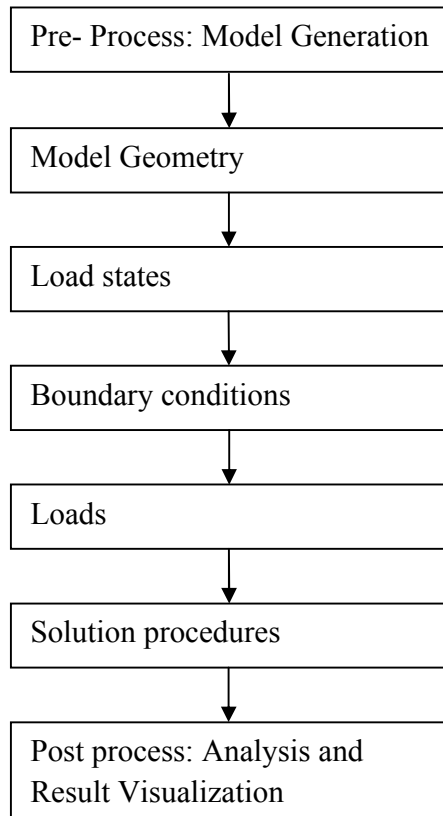 Pre- Process: Model Generation
Model Geometry
Load states
Boundary conditions
Loads
Solution procedures
Post process: Analysis and
Result Visualization